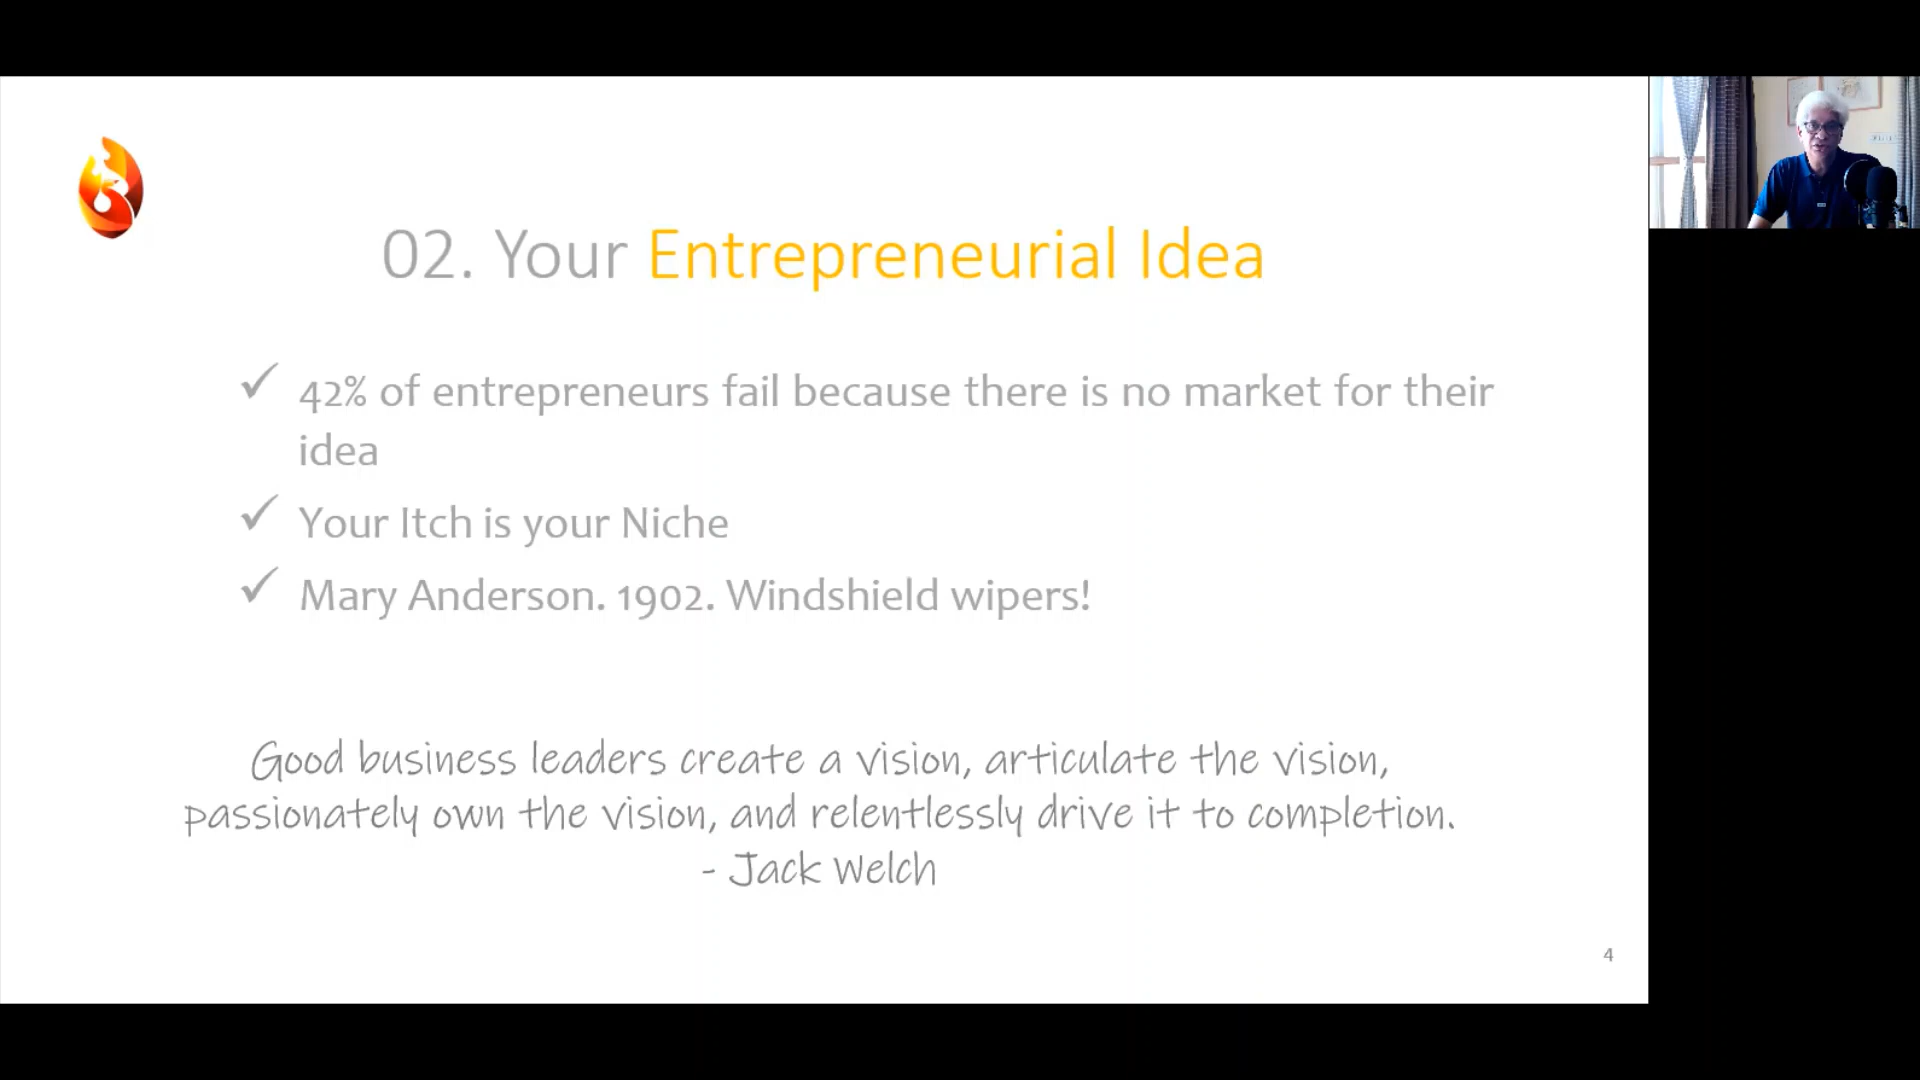 02. Your Entrepreneurial Idea
✓ 42% of entrepreneurs fail because there is no market for their
idea
✓ Your Itch is your Niche
✓ Mary Anderson. 1902. Windshield wipers!
Good business leaders create a vision, articulate the vision,
passionately own the vision, and relentlessly drive it to completion.
- Jack Welch
4